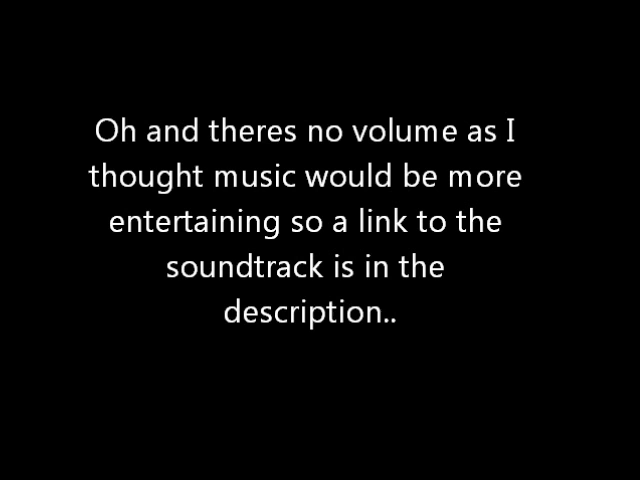 Oh and theres no volume as I
thought music would be more
entertaining so a link to the
soundtrack is in the
description..